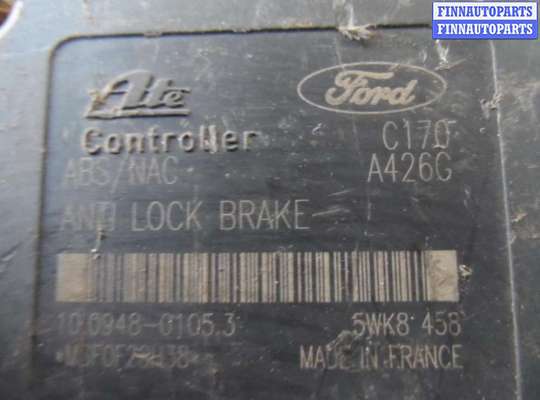 FINNAUTOPARTS
FINNAUTOPARTS
Ate
Ford
Controller
C170
ABS/NAC
A426G
ANTI LOCK BRAKE
10.0948-0105.3
5WK8 458
MADE IN FRANCE